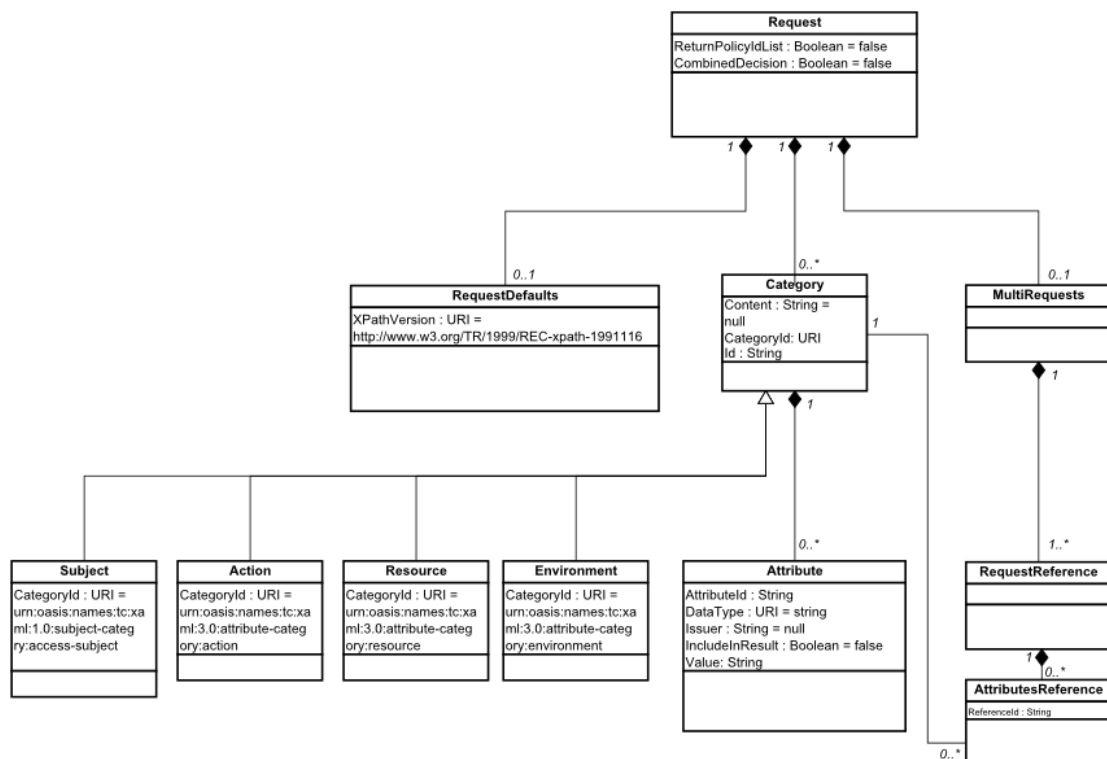 Request
ReturnPolicyIdList : Boolean = false
CombinedDecision : Boolean = false
1
1
1
0..1
0..*
0..1
RequestDefaults
XPathVersion : URI =
http://www.w3.org/TR/1999/REC-xpath-1991116
Category
Content : String =
null
CategoryId: URI
Id : String
1
1
MultiRequests
1
0..*
1..*
Subject
CategoryId : URI =
urn:oasis:names:tc:xa
ml:1.0:subject-categ
ry:access-subject
Action
CategoryId : URI =
urn:oasis:names:tc:xa
ml:3.0:attribute-categ
ory:action
Resource
CategoryId : URI =
urn:oasis:names:tc:xa
ml:3.0:attribute-categ
ory:resource
Environment
CategoryId : URI =
urn:oasis:names:tc:xa
ml:3.0:attribute-categ
ory:environment
Attribute
AttributeId : String
DataType : URI = string
Issuer : String = null
IncludeInResult : Boolean = false
Value: String
RequestReference
1
0..*
AttributesReference
ReferenceId : String
0..*